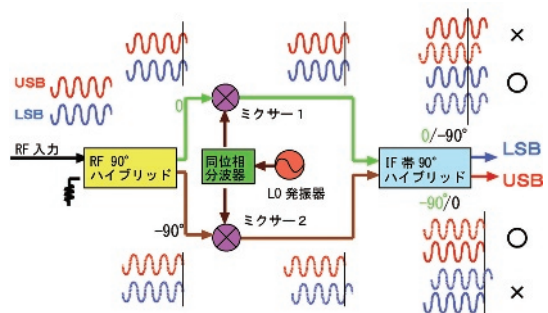 ×
○
USB
LSB
0
ミクサー1
0/-90°
RF 入力
RF 90°
ハイブリッド
同位相
分波器
LO 発振器
IF 帯 90°
ハイブリッド
LSB
USB
-90°
ミクサー2
-90°/0
○
×